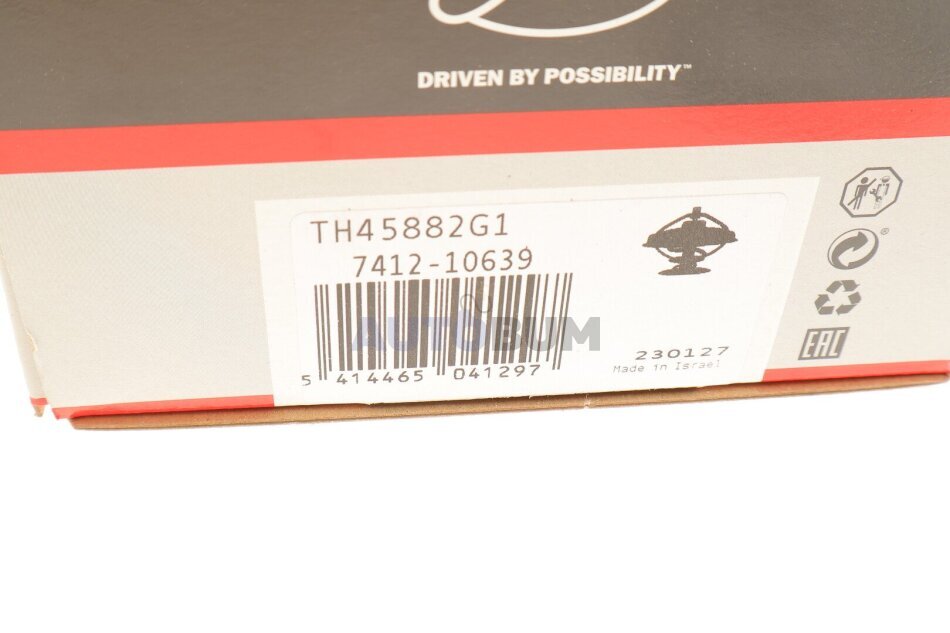 DRIVEN BY POSSIBILITY™
TH45882G1
7412-10639
AUTOBUM
5 414465 041297
230127
Made in Israel
®
EAC